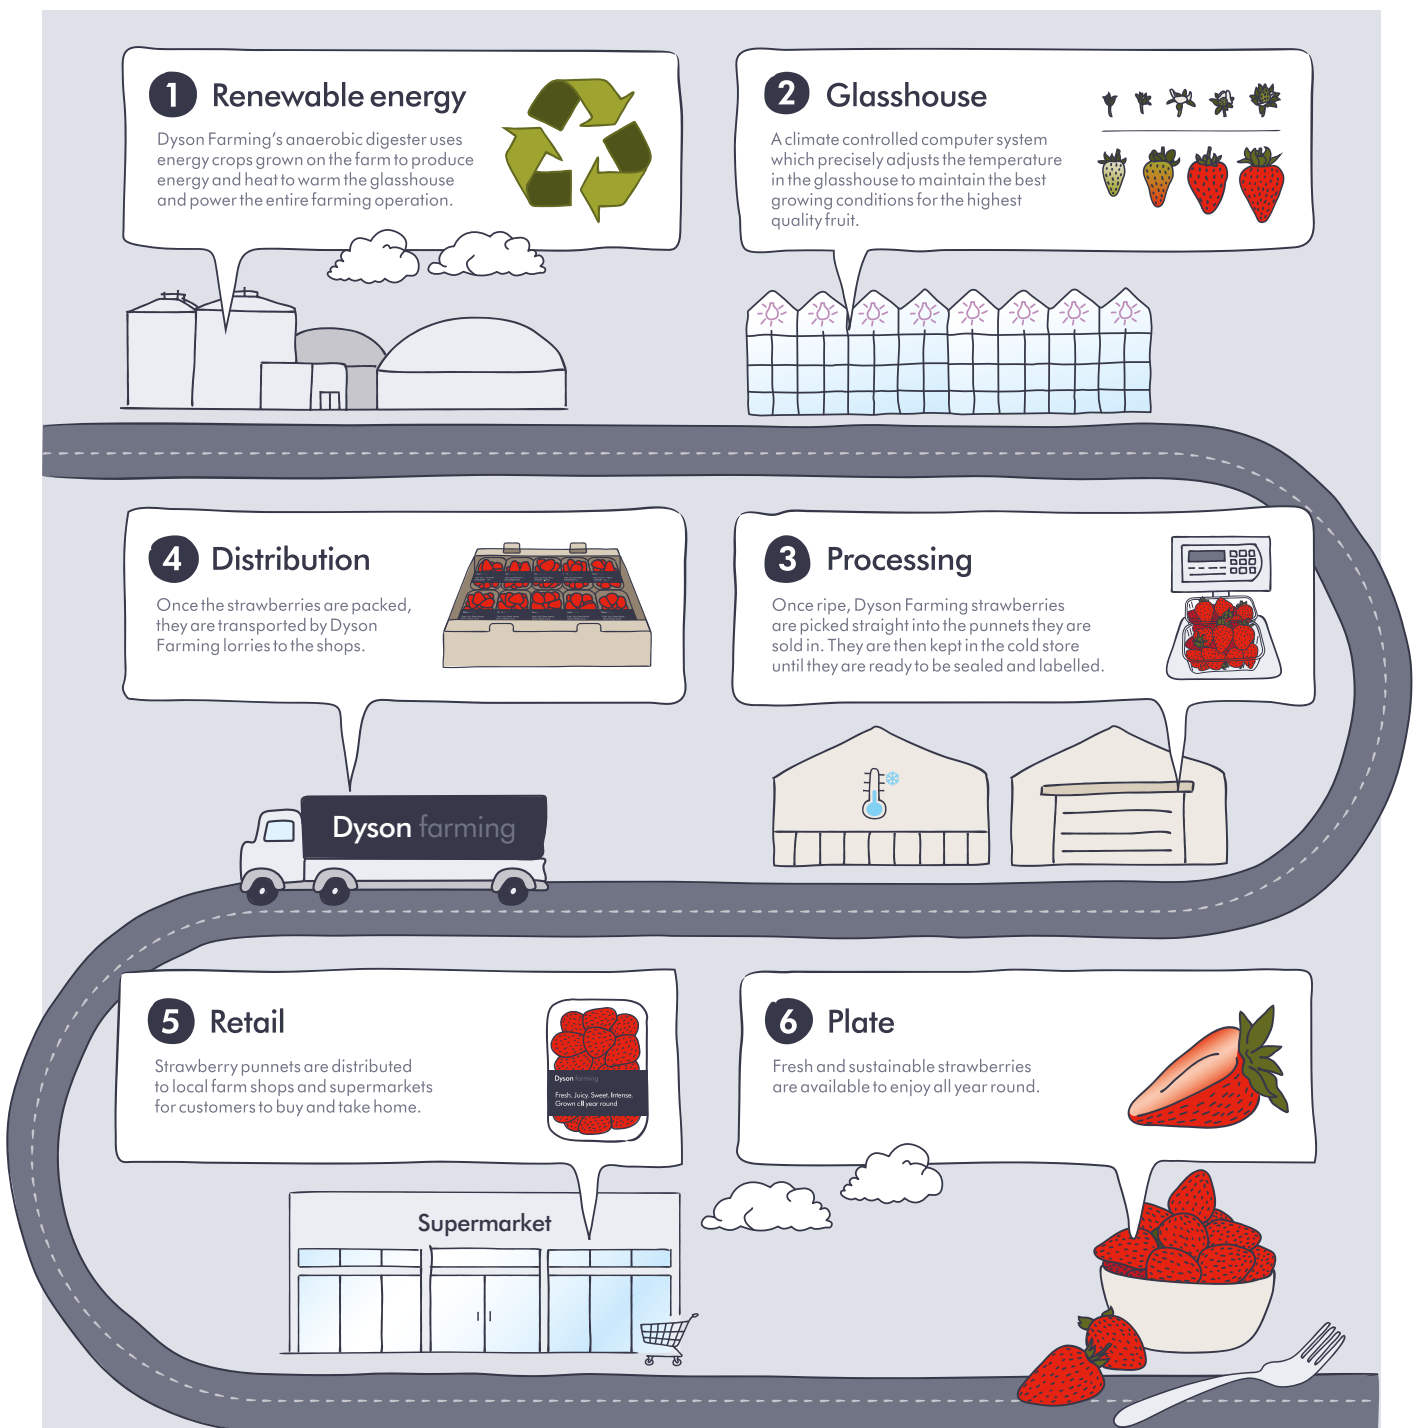 1 Renewable energy
Dyson Farming's anaerobic digester uses
energy crops grown on the farm to produce
energy and heat to warm the glasshouse
and power the entire farming operation.
2 Glasshouse
A climate controlled computer system
which precisely adjusts the temperature
in the glasshouse to maintain the best
growing conditions for the highest
quality fruit.
3 Processing
Once ripe, Dyson Farming strawberries
are picked straight into the punnets they are
sold in. They are then kept in the cold store
until they are ready to be sealed and labelled.
4 Distribution
Once the strawberries are packed,
they are transported by Dyson
Farming lorries to the shops.
Dyson farming
5 Retail
Strawberry punnets are distributed
to local farm shops and supermarkets
for customers to buy and take home.
Dyson farming
Fresh. Juicy. Sweet. Intense.
Grown all year round
Supermarket
6 Plate
Fresh and sustainable strawberries
are available to enjoy all year round.